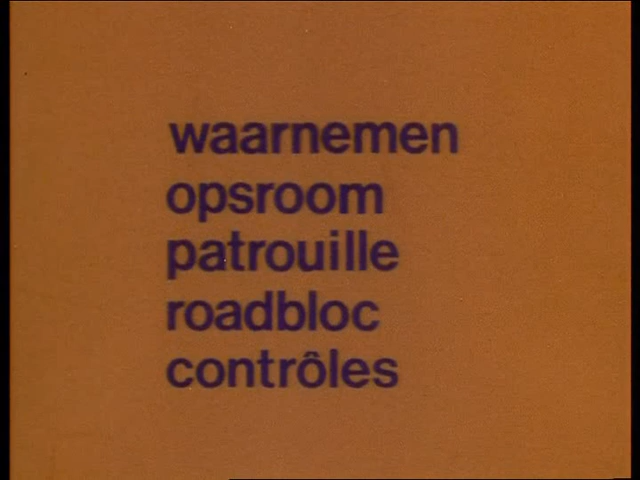 waarnemen
opsroom
patrouille
roadbloc
contrôles